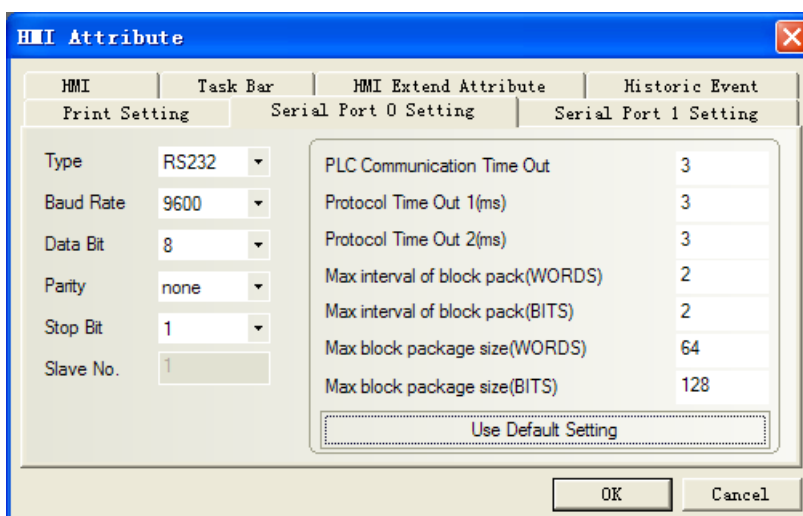 HMI Attribute
HMI Task Bar HMI Extend Attribute Historic Event
Print Setting Serial Port 0 Setting Serial Port 1 Setting
Type RS232
Baud Rate 9600
Data Bit 8
Parity none
Stop Bit 1
Slave No. 1
PLC Communication Time Out 3
Protocol Time Out 1(ms) 3
Protocol Time Out 2(ms) 3
Max interval of block pack(WORDS) 2
Max interval of block pack(BITS) 2
Max block package size(WORDS) 64
Max block package size(BITS) 128
Use Default Setting
OK Cancel